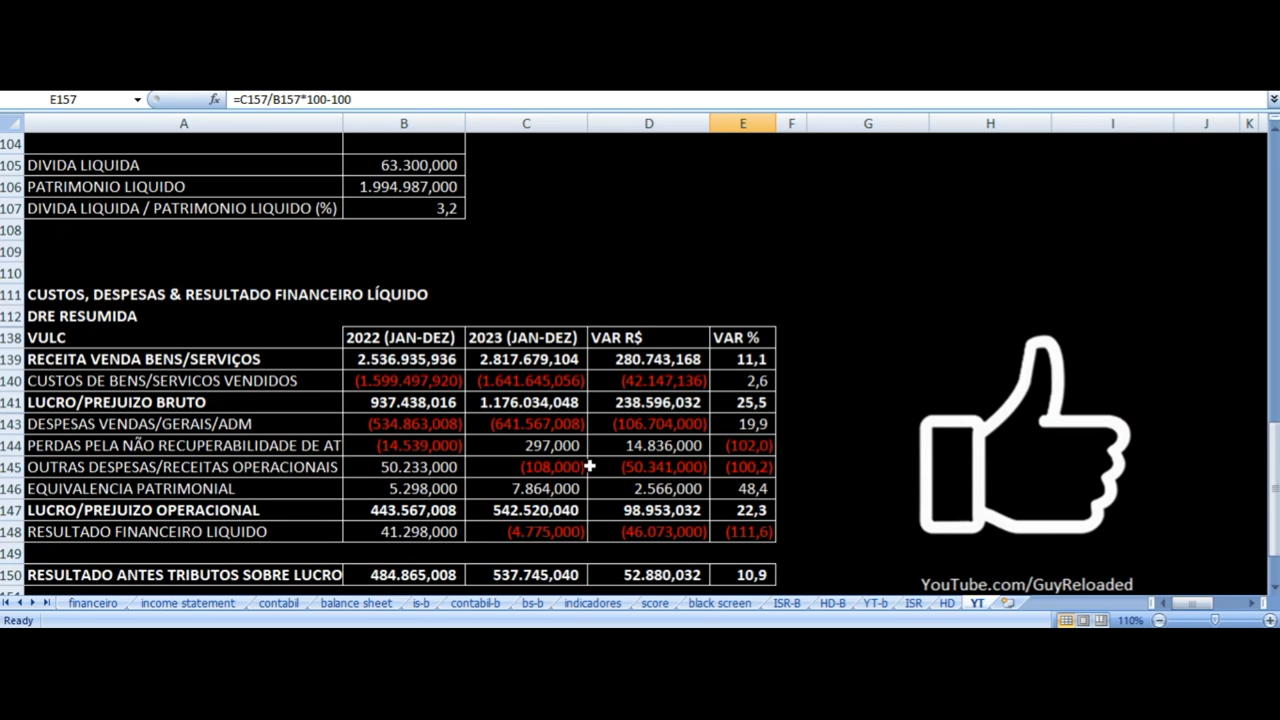 E157 fx =C157/B157*100-100
A B C D E F G H I J K
104
105 DIVIDA LIQUIDA 63.300,000
106 PATRIMONIO LIQUIDO 1.994.987,000
107 DIVIDA LIQUIDA / PATRIMONIO LIQUIDO (%) 3,2
108
109
110
111 CUSTOS, DESPESAS & RESULTADO FINANCEIRO LÍQUIDO
112 DRE RESUMIDA
138 VULC 2022 (JAN-DEZ) 2023 (JAN-DEZ) VAR R$ VAR %
139 RECEITA VENDA BENS/SERVIÇOS 2.536.935,936 2.817.679,104 280.743,168 11,1
140 CUSTOS DE BENS/SERVICOS VENDIDOS (1.599.497,920) (1.641.645,056) (42.147,136) 2,6
141 LUCRO/PREJUIZO BRUTO 937.438,016 1.176.034,048 238.596,032 25,5
143 DESPESAS VENDAS/GERAIS/ADM (534.863,008) (641.567,008) (106.704,000) 19,9
144 PERDAS PELA NÃO RECUPERABILIDADE DE AT (14.539,000) 297,000 14.836,000 (102,0)
145 OUTRAS DESPESAS/RECEITAS OPERACIONAIS 50.233,000 (108,000) (50.341,000) (100,2)
146 EQUIVALENCIA PATRIMONIAL 5.298,000 7.864,000 2.566,000 48,4
147 LUCRO/PREJUIZO OPERACIONAL 443.567,008 542.520,040 98.953,032 22,3
148 RESULTADO FINANCEIRO LIQUIDO 41.298,000 (4.775,000) (46.073,000) (111,6)
149
150 RESULTADO ANTES TRIBUTOS SOBRE LUCRO 484.865,008 537.745,040 52.880,032 10,9
YouTube.com/GuyReloaded
financeiro income statement contabil balance sheet is-b contabil-b bs-b indicadores score black screen ISR-B HD-B YT-b ISR HD YT
Ready 110%